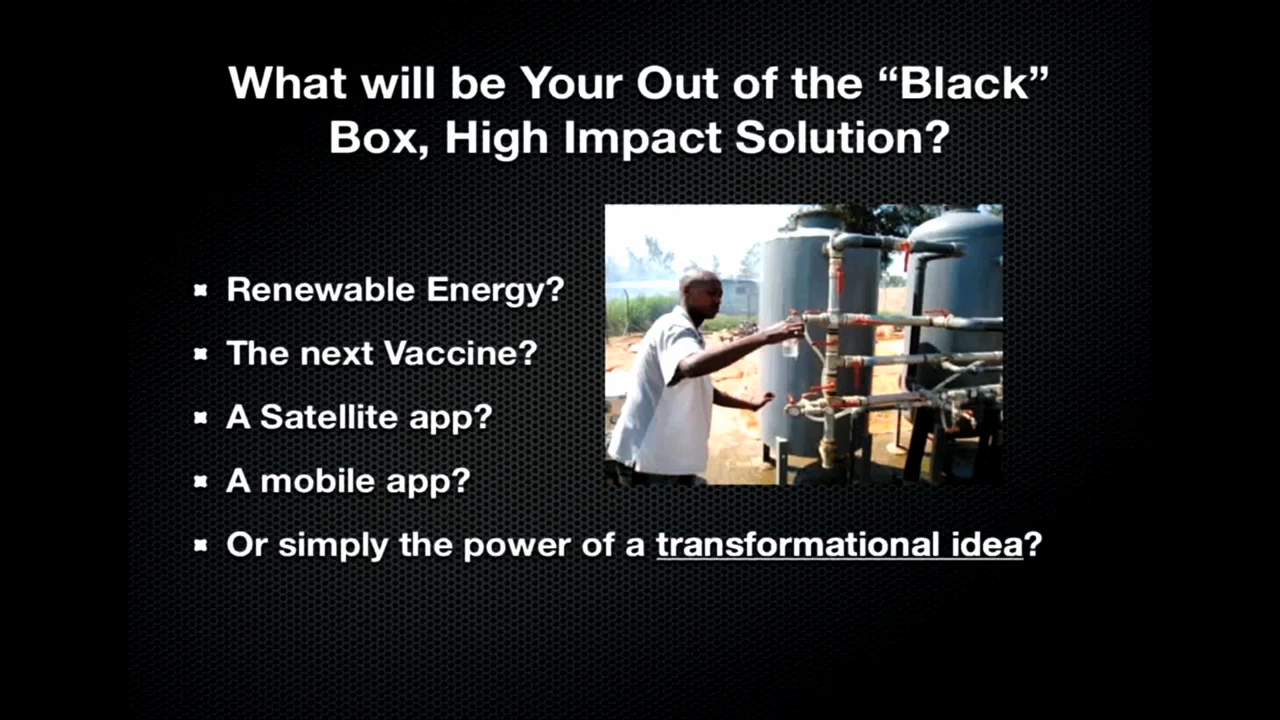 What will be Your Out of the “Black”
Box, High Impact Solution?
Renewable Energy?
The next Vaccine?
A Satellite app?
A mobile app?
Or simply the power of a transformational idea?